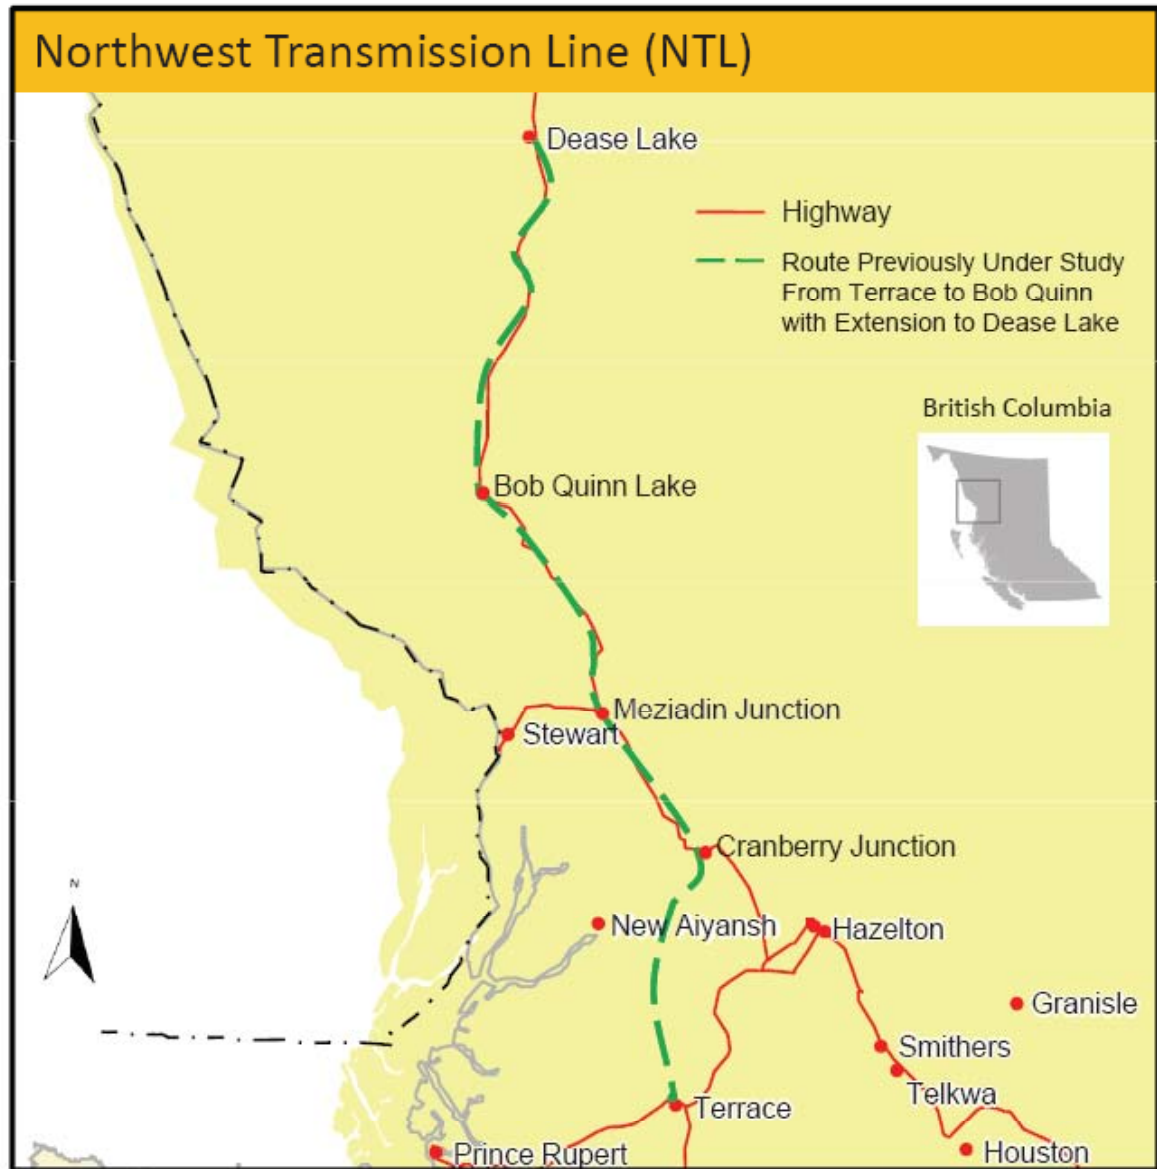 Northwest Transmission Line (NTL)
Dease Lake
Highway
Route Previously Under Study
From Terrace to Bob Quinn
with Extension to Dease Lake
British Columbia
Bob Quinn Lake
Meziadin Junction
Stewart
Cranberry Junction
N
New Aiyansh
Hazelton
Granisle
Smithers
Telkwa
Terrace
Prince Rupert
Houston